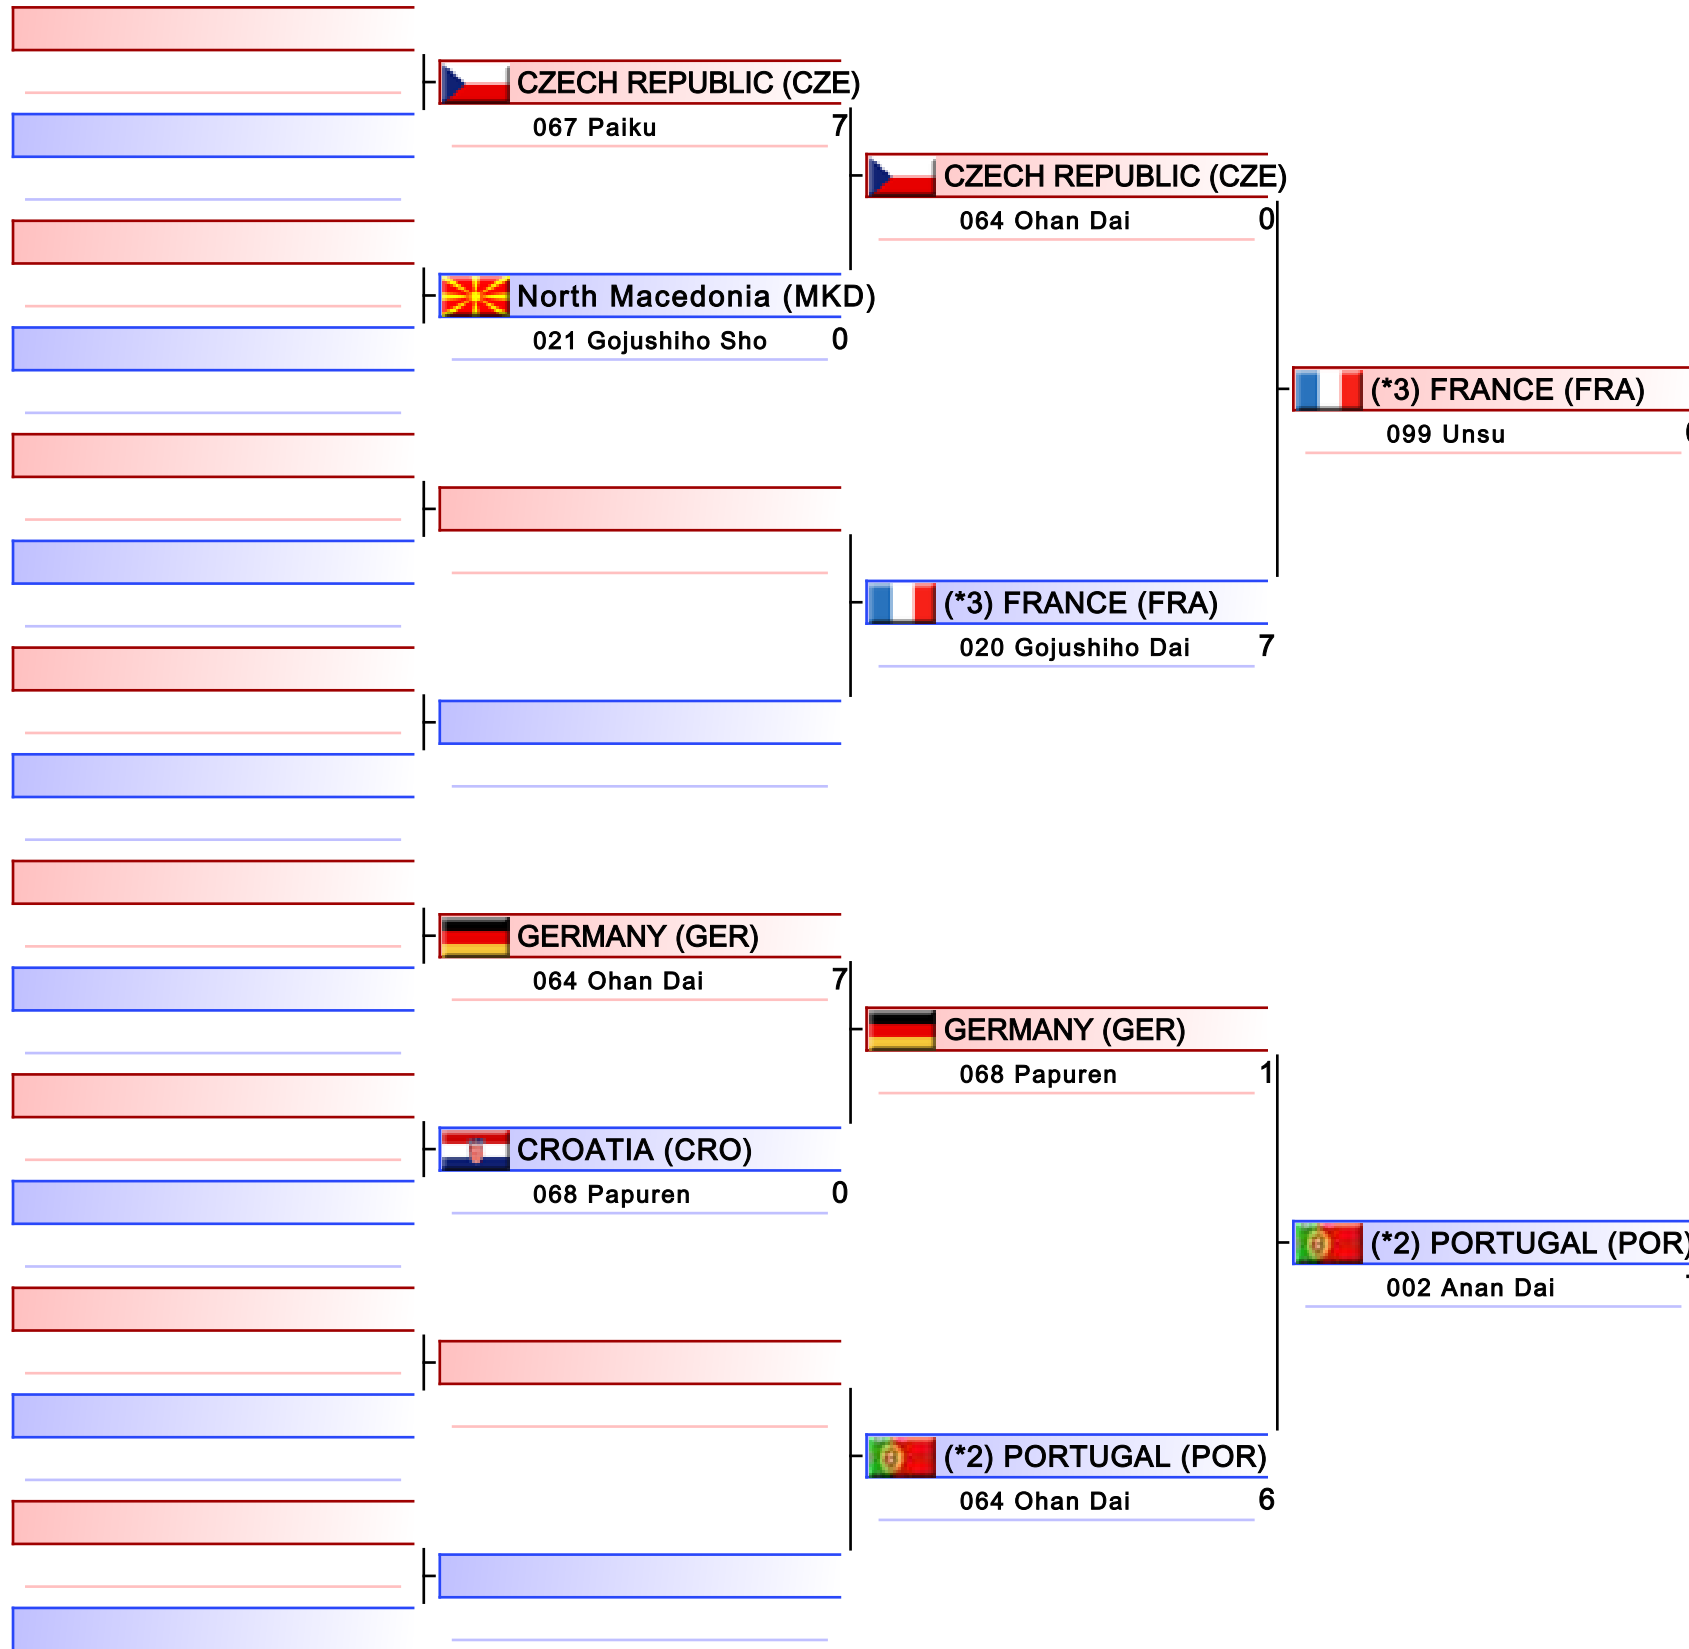 CZECH REPUBLIC (CZE)
067 Paiku 7
CZECH REPUBLIC (CZE)
064 Ohan Dai 0
North Macedonia (MKD)
021 Gojushiho Sho 0
(*3) FRANCE (FRA)
099 Unsu
(*3) FRANCE (FRA)
020 Gojushiho Dai 7
GERMANY (GER)
064 Ohan Dai 7
GERMANY (GER)
068 Papuren 1
CROATIA (CRO)
068 Papuren 0
(*2) PORTUGAL (POR)
002 Anan Dai
(*2) PORTUGAL (POR)
064 Ohan Dai 6